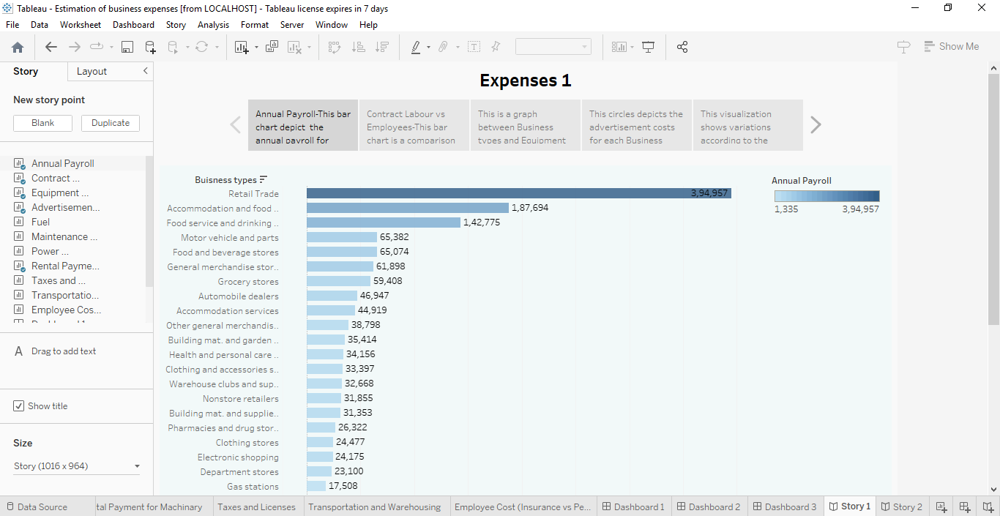 Tableau - Estimation of business expenses [from LOCALHOST] - Tableau license expires in 7 days
File Data Worksheet Dashboard Story Analysis Format Server Window Help
Show Me
Story Layout
New story point
Blank Duplicate
Annual Payroll
Contract ...
Equipment ...
Advertisemen...
Fuel
Maintenance ...
Power ...
Rental Payme...
Taxes and ...
Transportatio...
Employee Cos...
A Drag to add text
Show title
Size
Story (1016 x 964)
Expenses 1
Annual Payroll-This bar
chart depict the
annual payroll for
Contract Labour vs
Employees-This bar
chart is a comparison
This is a graph
between Business
types and Equipment
This circles depicts the
advertisement costs
for each Business
This visualization
shows variations
according to the
Buisness types
Retail Trade 3,94,957
Accommodation and food .. 1,87,694
Food service and drinking .. 1,42,775
Motor vehicle and parts 65,382
Food and beverage stores 65,074
General merchandise stor.. 61,898
Grocery stores 59,408
Automobile dealers 46,947
Accommodation services 44,919
Other general merchandis.. 38,798
Building mat. and garden .. 35,414
Health and personal care .. 34,156
Clothing and accessories s.. 33,397
Warehouse clubs and sup.. 32,668
Nonstore retailers 31,855
Building mat. and supplie.. 31,353
Pharmacies and drug stor.. 26,322
Clothing stores 24,477
Electronic shopping 24,175
Department stores 23,100
Gas stations 17,508
Annual Payroll
1,335 3,94,957
Data Source tal Payment for Machinary Taxes and Licenses Transportation and Warehousing Employee Cost (Insurance vs Pe... Dashboard 1 Dashboard 2 Dashboard 3 Story 1 Story 2